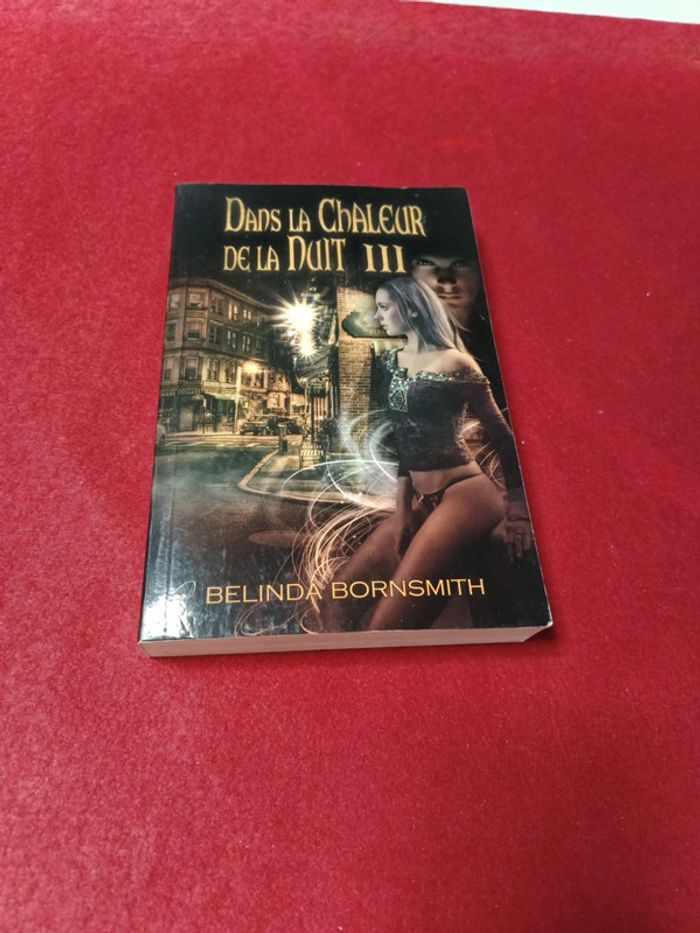 Dans la Chaleur
de la Nuit III
BELINDA BORNSMITH